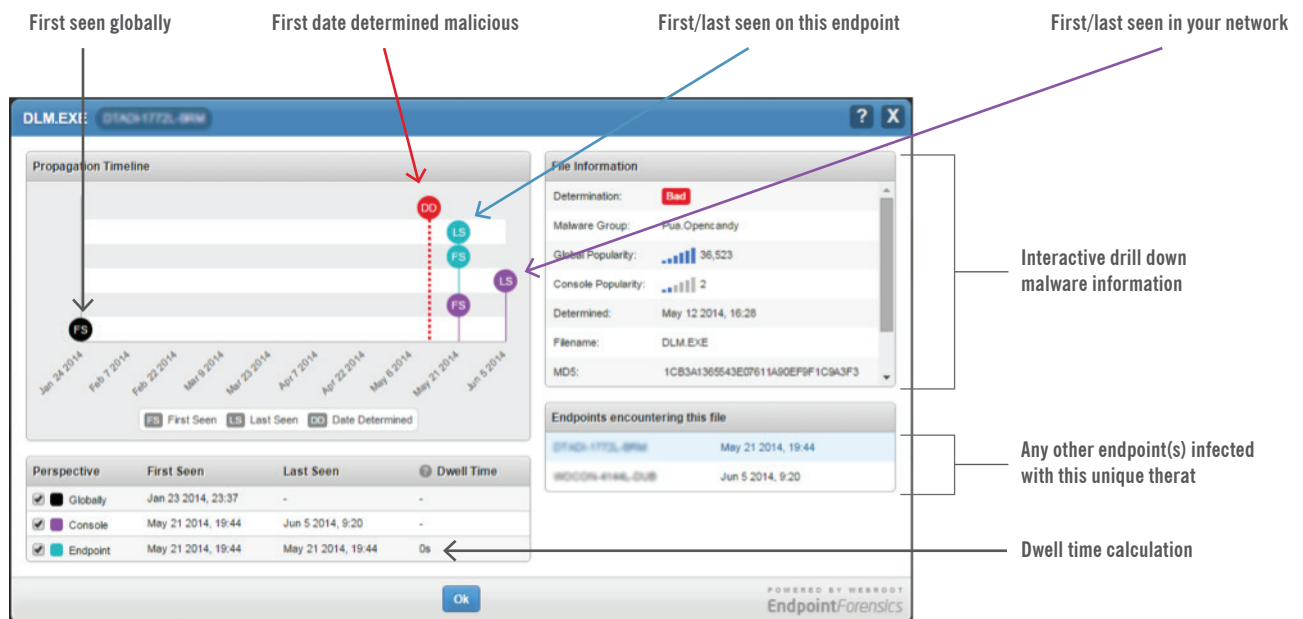 First seen globally
First date determined malicious
First/last seen on this endpoint
First/last seen in your network
DLM.EXE
? X
Propagation Timeline
DD
LS
FS
LS
FS
FS
Jan 24 2014
Feb 7 2014
Feb 22 2014
Mar 9 2014
Mar 23 2014
Apr 7 2014
Apr 22 2014
May 6 2014
May 21 2014
Jun 5 2014
FS First Seen LS Last Seen DD Date Determined
Perspective First Seen Last Seen ? Dwell Time
Globally Jan 23 2014, 23:37 - -
Console May 21 2014, 19:44 Jun 5 2014, 9:20 -
Endpoint May 21 2014, 19:44 May 21 2014, 19:44 0s
File Information
Determination: Bad
Malware Group: Pua.Opencandy
Global Popularity: 36,523
Console Popularity: 2
Determined: May 12 2014, 16:28
Filename: DLM.EXE
MD5: 1CB3A1365543E07611A90EF9F1C9A3F3
Endpoints encountering this file
May 21 2014, 19:44
Jun 5 2014, 9:20
Interactive drill down
malware information
Any other endpoint(s) infected
with this unique therat
Dwell time calculation
Ok
POWERED BY WEBROOT
EndpointForensics